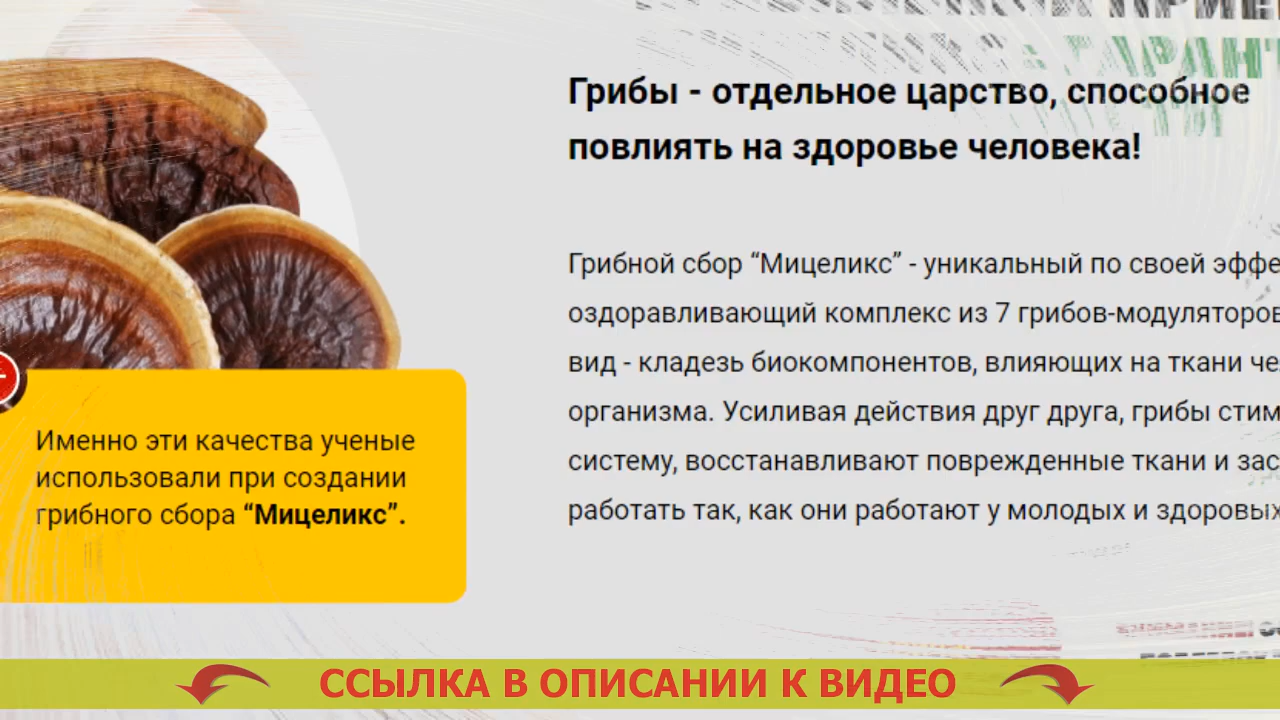 Грибы - отдельное царство, способное
повлиять на здоровье человека!
Грибной сбор “Мицеликс” - уникальный по своей
оздоравливающий комплекс из 7 грибов-модуляторов
вид - кладезь биокомпонентов, влияющих на ткани
организма. Усиливая действия друг друга, грибы
систему, восстанавливают поврежденные ткани и
работать так, как они работают у молодых и здоровых
Именно эти качества ученые
использовали при создании
грибного сбора “Мицеликс”.
ССЫЛКА В ОПИСАНИИ К ВИДЕО